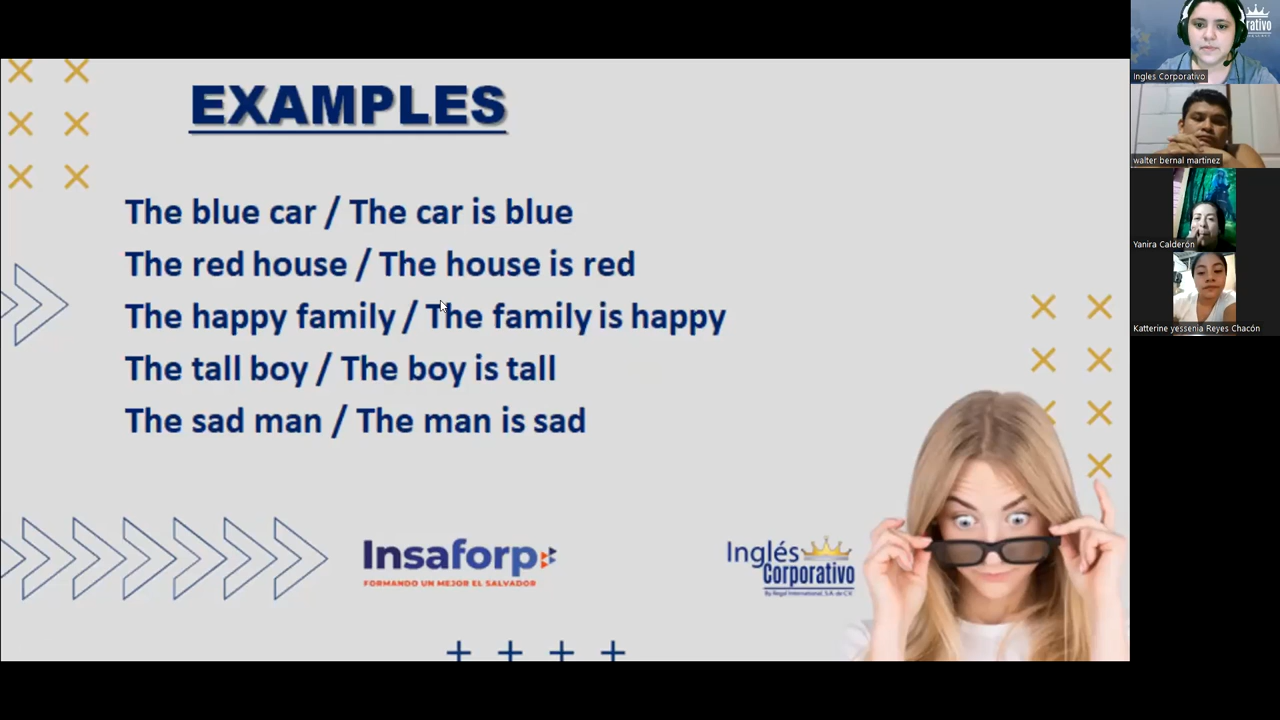 EXAMPLES
The blue car / The car is blue
The red house / The house is red
The happy family / The family is happy
The tall boy / The boy is tall
The sad man / The man is sad
Insaforp
FORMANDO UN MEJOR EL SALVADOR
Inglés
Corporativo
By Regal International, S.A. de C.V.
rativo
Ingles Corporativo
walter bernal martinez
Yanira Calderón
Katterine yessenia Reyes Chacón